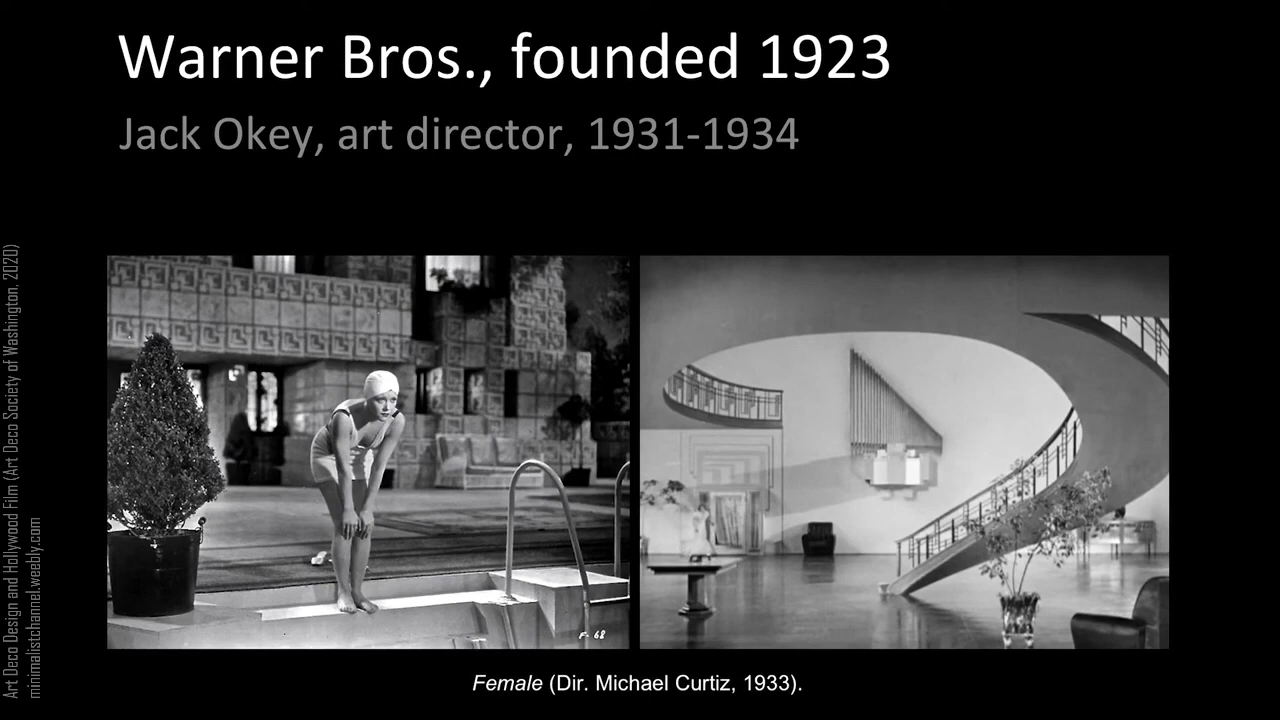 Warner Bros., founded 1923
Jack Okey, art director, 1931-1934
Art Deco Design and Hollywood Film (Art Deco Society of Washington, 2020)
minimalistchannel.weebly.com
F- 68
Female (Dir. Michael Curtiz, 1933).